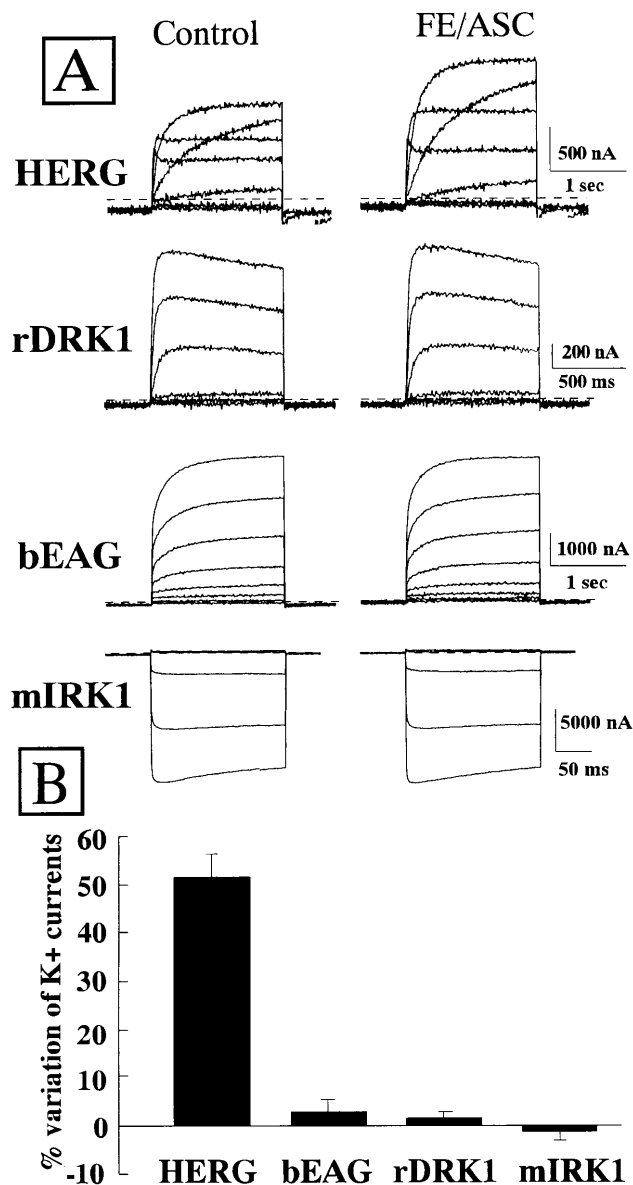 A
Control
FE/ASC
HERG
500 nA
1 sec
rDRK1
200 nA
500 ms
bEAG
1000 nA
1 sec
mIRK1
5000 nA
50 ms
B
% variation of K+ currents
60
50
40
30
20
10
0
-10
HERG
bEAG
rDRK1
mIRK1